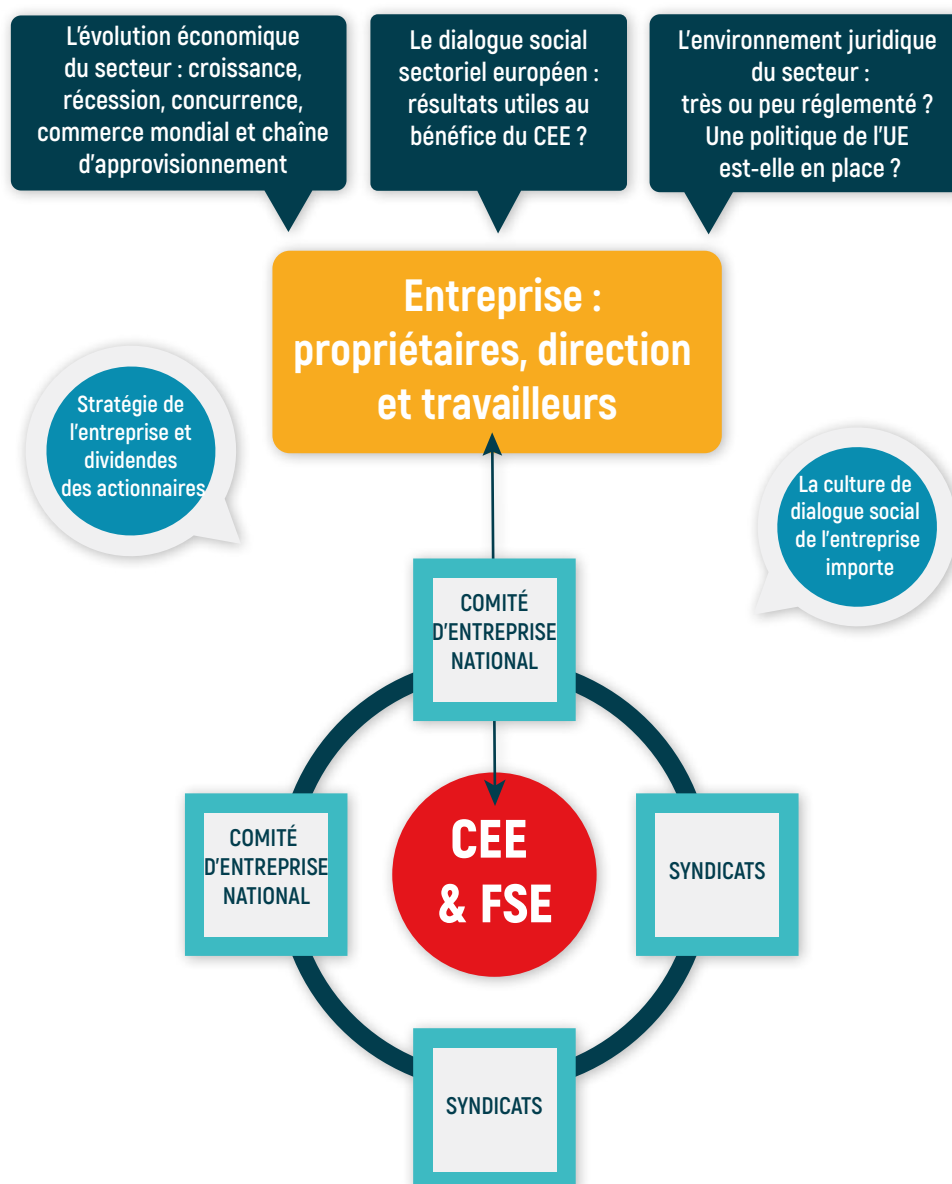 L'évolution économique
du secteur : croissance,
récession, concurrence,
commerce mondial et chaîne
d'approvisionnement
Le dialogue social
sectoriel européen :
résultats utiles au
bénéfice du CEE ?
L'environnement juridique
du secteur :
très ou peu réglementé ?
Une politique de l'UE
est-elle en place ?
Entreprise :
propriétaires, direction
et travailleurs
Stratégie de
l'entreprise et
dividendes
des actionnaires
La culture de
dialogue social
de l'entreprise
importe
COMITÉ
D'ENTREPRISE
NATIONAL
COMITÉ
D'ENTREPRISE
NATIONAL
CEE
& FSE
SYNDICATS
SYNDICATS